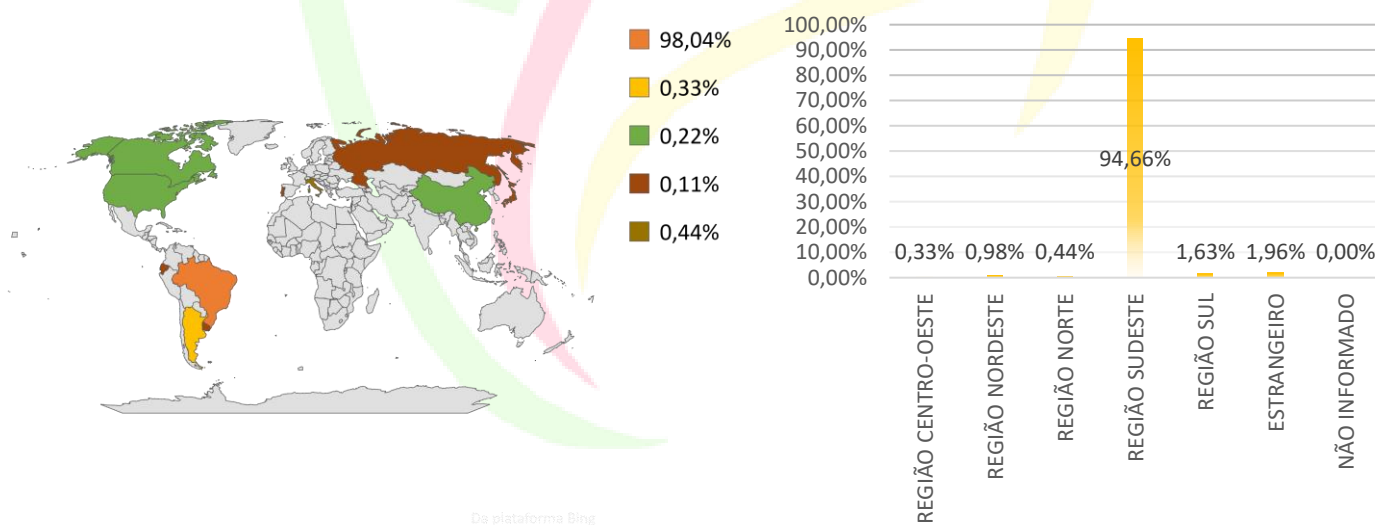 98,04%
0,33%
0,22%
0,11%
0,44%
Da plataforma Bing
100,00%
90,00%
80,00%
70,00%
60,00%
50,00%
40,00%
30,00%
20,00%
10,00%
0,00%
0,33%
0,98%
0,44%
94,66%
1,63%
1,96%
0,00%
REGIÃO CENTRO-OESTE
REGIÃO NORDESTE
REGIÃO NORTE
REGIÃO SUDESTE
REGIÃO SUL
ESTRANGEIRO
NÃO INFORMADO